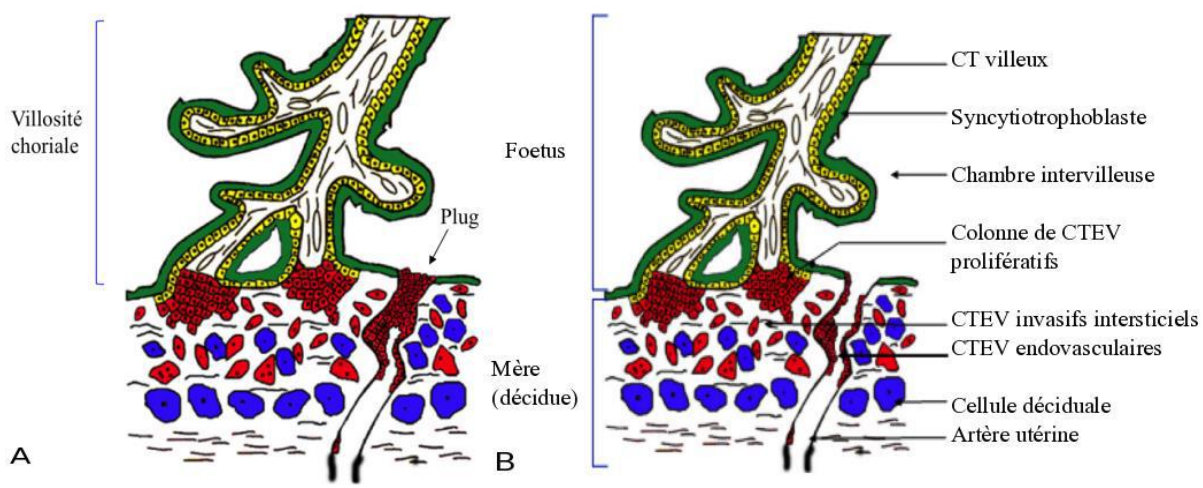 Villosité
choriale
A
Foetus
Plug
Mère
(décidue)
B
CT villeux
Syncytiotrophoblaste
Chambre intervilleuse
Colonne de CTEV
prolifératifs
CTEV invasifs intersticiels
CTEV endovasculaires
Cellule déciduale
Artère utérine